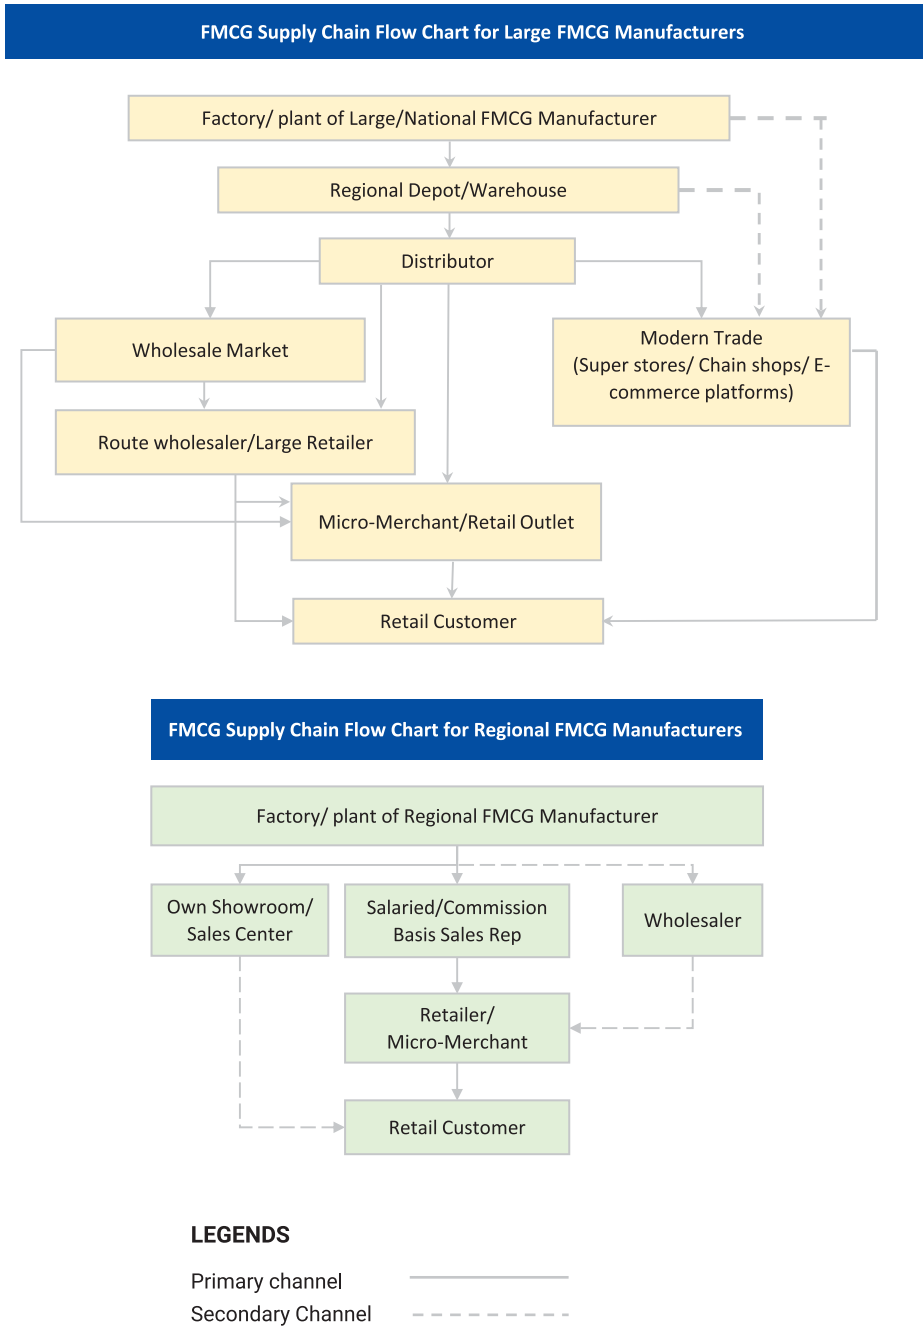 FMCG Supply Chain Flow Chart for Large FMCG Manufacturers
Factory/ plant of Large/National FMCG Manufacturer
Regional Depot/Warehouse
Distributor
Wholesale Market
Modern Trade
(Super stores/ Chain shops/ E-
commerce platforms)
Route wholesaler/Large Retailer
Micro-Merchant/Retail Outlet
Retail Customer
FMCG Supply Chain Flow Chart for Regional FMCG Manufacturers
Factory/ plant of Regional FMCG Manufacturer
Own Showroom/
Sales Center
Salaried/Commission
Basis Sales Rep
Wholesaler
Retailer/
Micro-Merchant
Retail Customer
LEGENDS
Primary channel
Secondary Channel